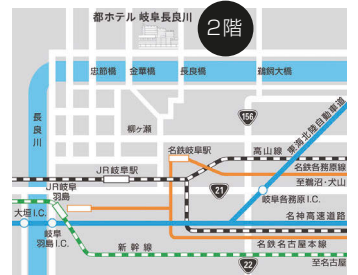 都ホテル 岐阜長良川
2階
忠節橋
金華橋
長良橋
鵜飼大橋
長良川
柳ヶ瀬
156
東海北陸自動車道
名鉄岐阜駅
高山線
名鉄各務原線
JR岐阜駅
至鵜沼・犬山
JR岐阜
羽島
21
岐阜各務原I.C.
大垣I.C.
名神高速道路
岐阜
羽島I.C.
新幹線
名鉄名古屋本線
22
至名古屋